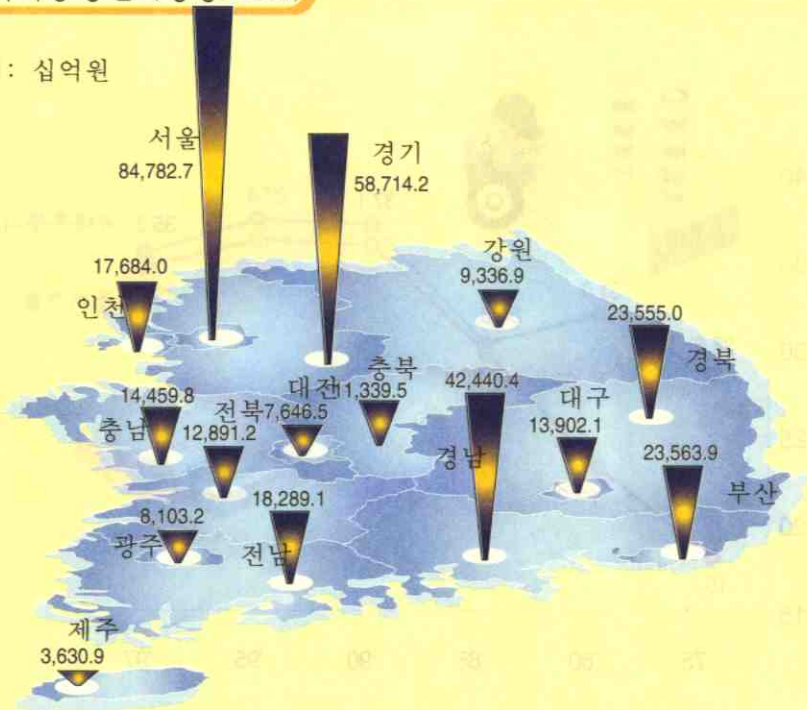 : 십억원
서울
84,782.7
경기
58,714.2
강원
9,336.9
17,684.0
인천
23,555.0
경북
충북
11,339.5
대전
7,646.5
42,440.4
경남
대구
13,902.1
14,459.8
충남
전북
12,891.2
23,563.9
부산
18,289.1
전남
8,103.2
광주
제주
3,630.9